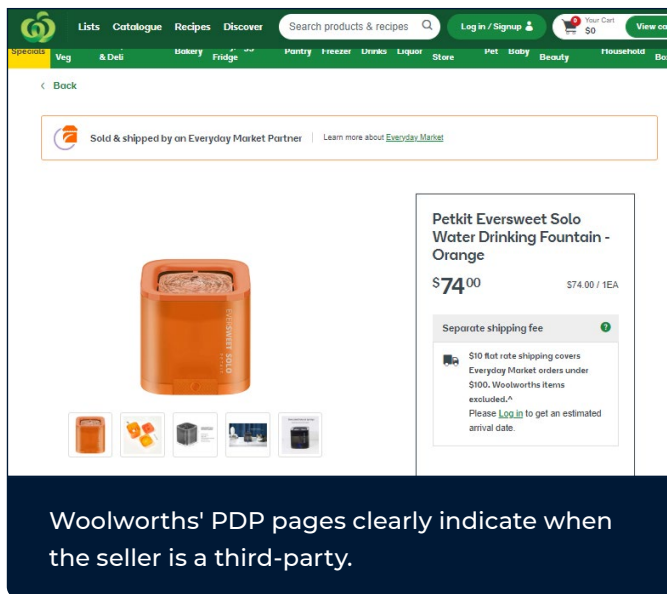 Lists Catalogue Recipes Discover Search products & recipes Log in / Signup 0 Your Cart $0 View ca
Specials Veg & Deli Bakery Fridge Pantry Freezer Drinks Liquor Store Pet Baby Beauty Household Bo
Back
Sold & shipped by an Everyday Market Partner Learn more about Everyday Market
Petkit Eversweet Solo
Water Drinking Fountain -
Orange
$74.00 $74.00 / 1EA
Separate shipping fee ?
$10 flat rate shipping covers
Everyday Market orders under
$100. Woolworths items
excluded.^
Please Log in to get an estimated
arrival date.
EVERSWEET SOLO
PETKIT
Woolworths' PDP pages clearly indicate when
the seller is a third-party.